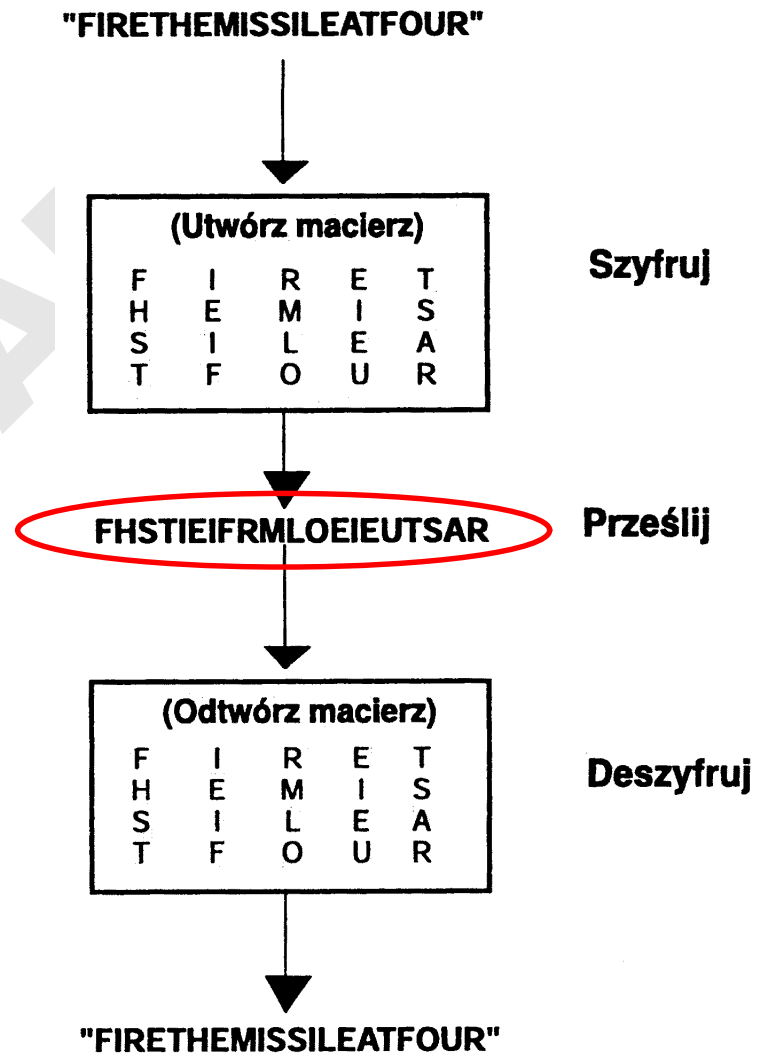 "FIRETHEMISSILEATFOUR"
(Utwórz macierz)
F I R E T
H E M I S
S I L E A
T F O U R
Szyfruj
FHSTIEIFRMLOEIEUTSAR
Prześlij
(Odtwórz macierz)
F I R E T
H E M I S
S I L E A
T F O U R
Deszyfruj
"FIRETHEMISSILEATFOUR"